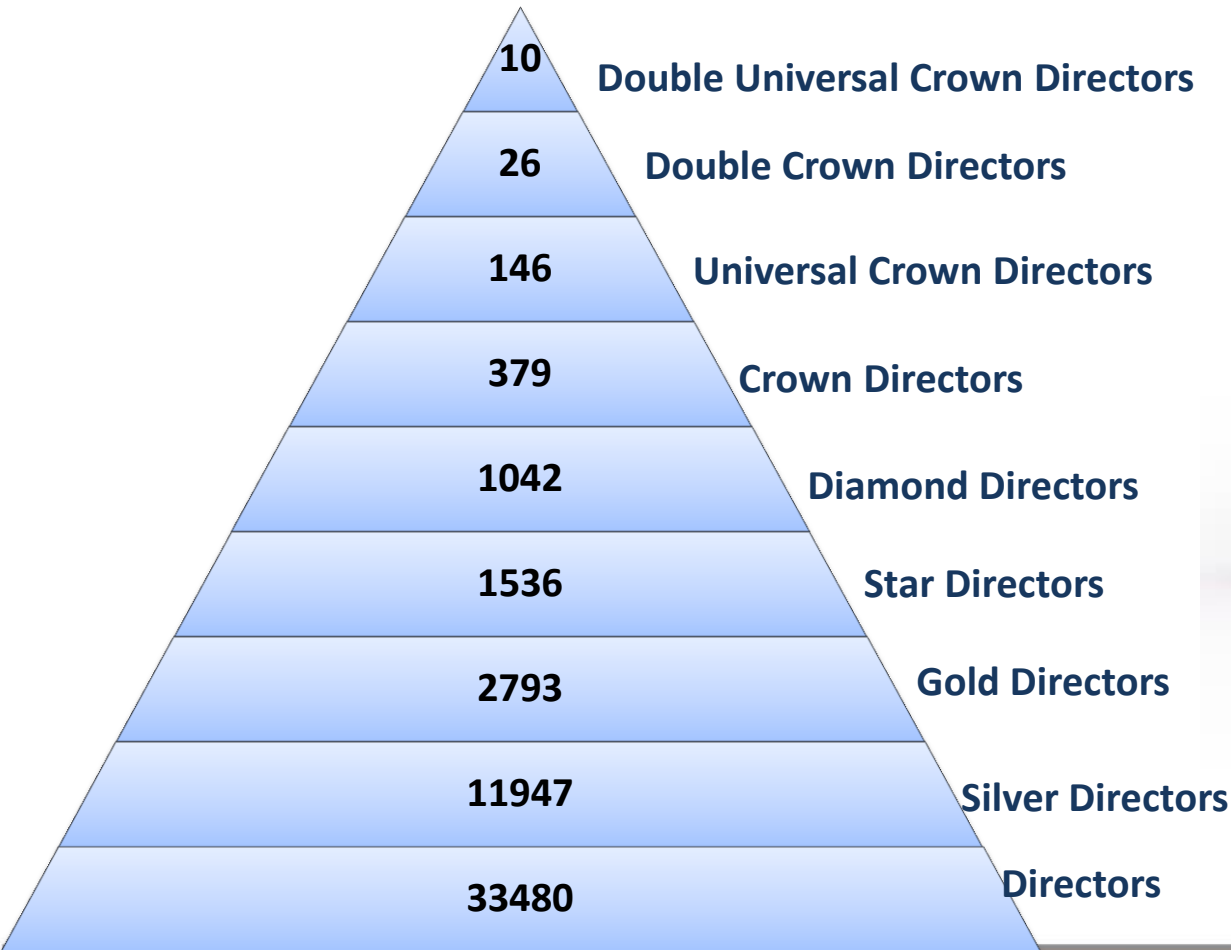 10
Double Universal Crown Directors
26
Double Crown Directors
146
Universal Crown Directors
379
Crown Directors
1042
Diamond Directors
1536
Star Directors
2793
Gold Directors
11947
Silver Directors
33480
Directors